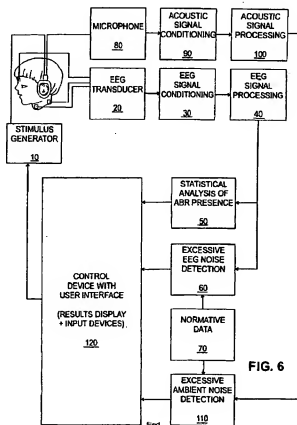 MICROPHONE
80
ACOUSTIC
SIGNAL
CONDITIONING
90
ACOUSTIC
SIGNAL
PROCESSING
100
EEG
TRANSDUCER
20
EEG SIGNAL
CONDITIONING
30
EEG
SIGNAL
PROCESSING
40
STIMULUS
GENERATOR
10
STATISTICAL
ANALYSIS OF
ABR PRESENCE
50
EXCESSIVE
EEG NOISE
DETECTION
60
CONTROL
DEVICE WITH
USER INTERFACE
(RESULTS DISPLAY
+ INPUT DEVICES)
120
NORMATIVE
DATA
70
FIG. 6
EXCESSIVE
AMBIENT NOISE
DETECTION
110